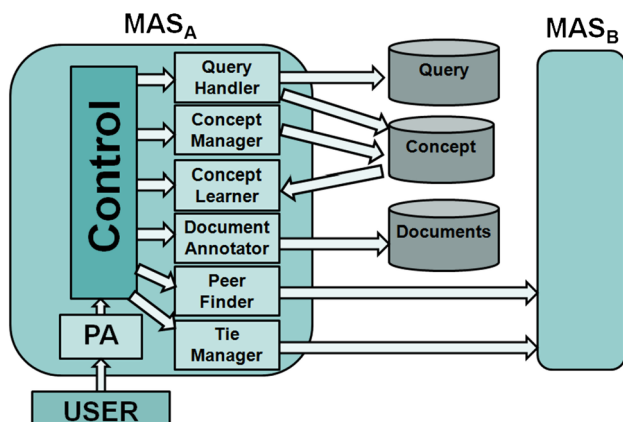 MASA
MASB
Control
Query
Handler
Concept
Manager
Concept
Learner
Document
Annotator
Peer
Finder
Tie
Manager
Query
Concept
Documents
PA
USER